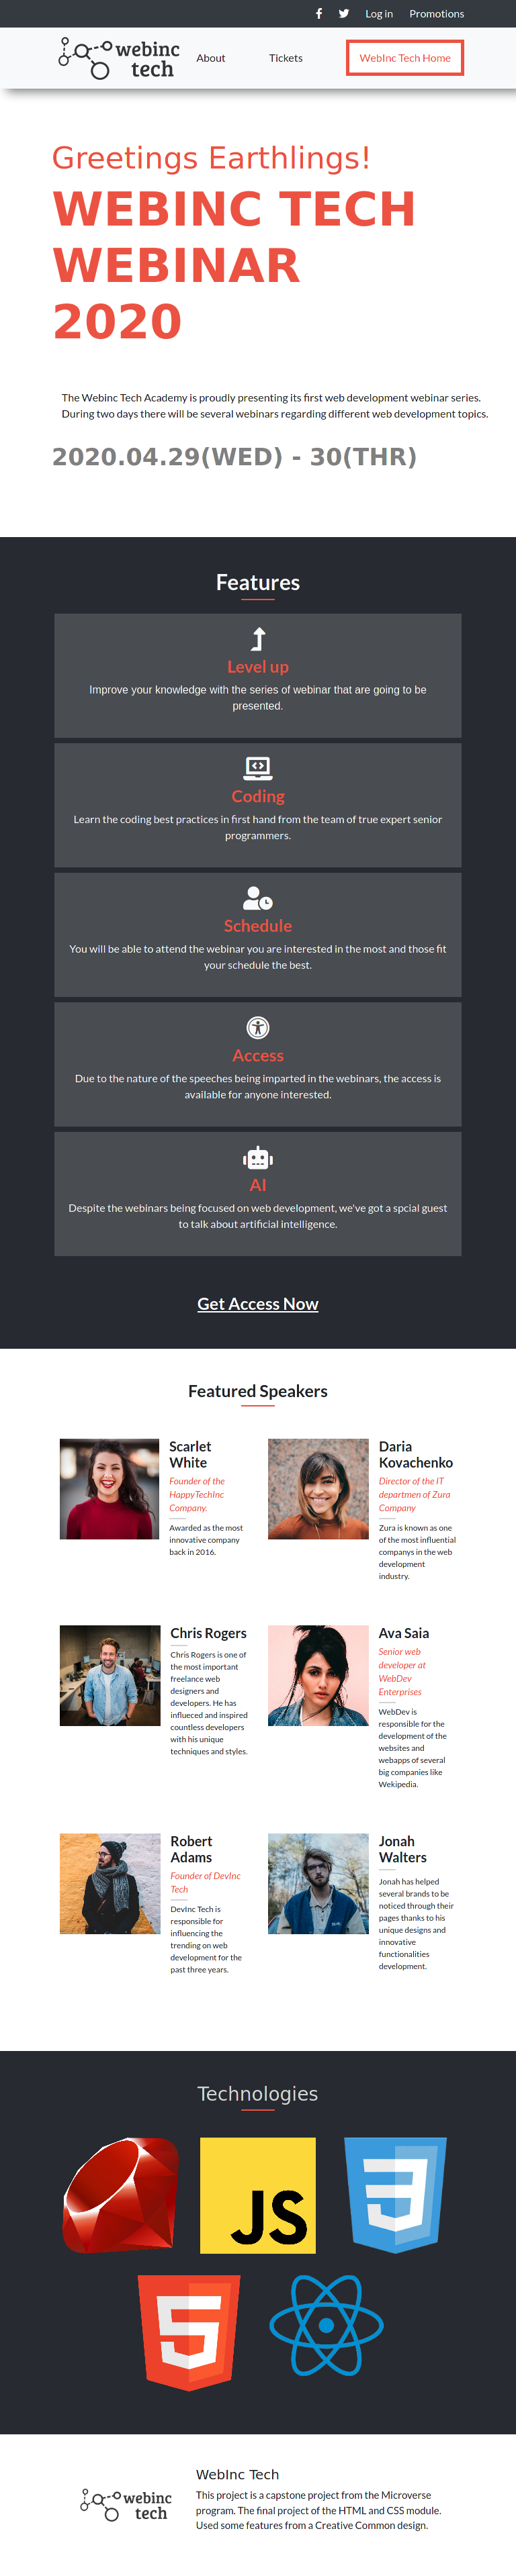 Log in Promotions
webinc
tech
About Tickets WebInc Tech Home
Greetings Earthlings!
WEBINC TECH
WEBINAR
2020
The Webinc Tech Academy is proudly presenting its first web development webinar series.
During two days there will be several webinars regarding different web development topics.
2020.04.29(WED) - 30(THR)
Features
Level up
Improve your knowledge with the series of webinar that are going to be
presented.
Coding
Learn the coding best practices in first hand from the team of true expert senior
programmers.
Schedule
You will be able to attend the webinar you are interested in the most and those fit
your schedule the best.
Access
Due to the nature of the speeches being imparted in the webinars, the access is
available for anyone interested.
AI
Despite the webinars being focused on web development, we've got a spcial guest
to talk about artificial intelligence.
Get Access Now
Featured Speakers
Scarlet
White
Founder of the
HappyTechInc
Company.
Awarded as the most
innovative company
back in 2016.
Daria
Kovachenko
Director of the IT
departmen of Zura
Company
Zura is known as one
of the most influential
companys in the web
development
industry.
Chris Rogers
Chris Rogers is one of
the most important
freelance web
designers and
developers. He has
influeced and inspired
countless developers
with his unique
techniques and styles.
Ava Saia
Senior web
developer at
WebDev
Enterprises
WebDev is
responsible for the
development of the
websites and
webapps of several
big companies like
Wekipedia.
Robert
Adams
Founder of DevInc
Tech
DevInc Tech is
responsible for
influencing the
trending on web
development for the
past three years.
Jonah
Walters
Jonah has helped
several brands to be
noticed through their
pages thanks to his
unique designs and
innovative
functionalities
development.
Technologies
JS
webinc
tech
WebInc Tech
This project is a capstone project from the Microverse
program. The final project of the HTML and CSS module.
Used some features from a Creative Common design.